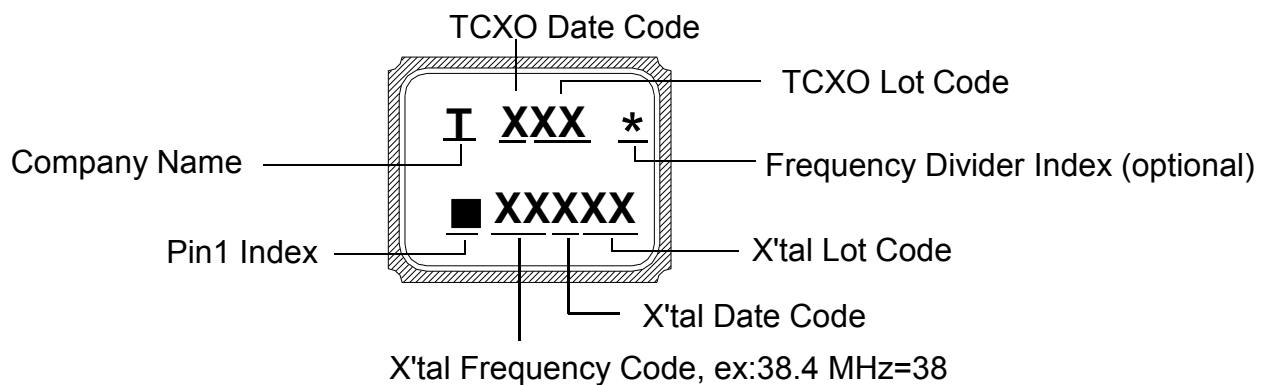 TCXO Date Code
TCXO Lot Code
T XXX *
Company Name
Frequency Divider Index (optional)
■ XXXXX
Pin1 Index
X'tal Lot Code
X'tal Date Code
X'tal Frequency Code, ex:38.4 MHz=38